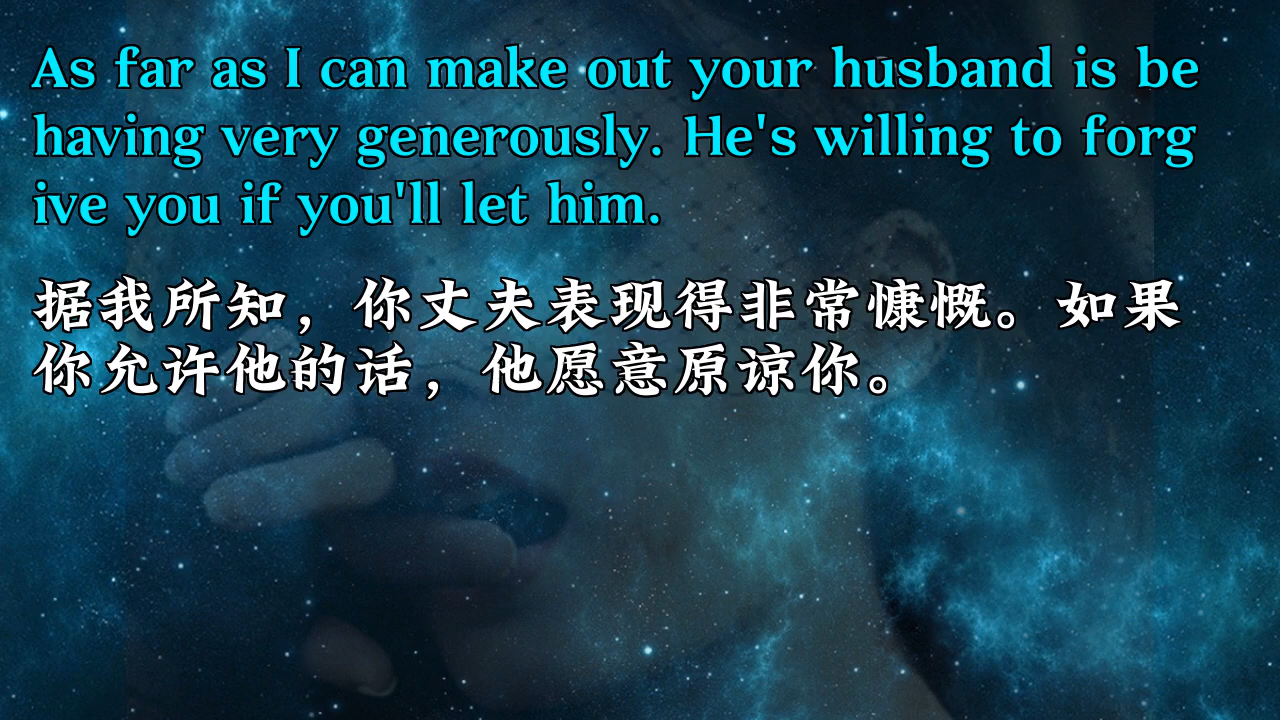 As far as I can make out your husband is be
having very generously. He's willing to forg
ive you if you'll let him.
据我所知，你丈夫表现得非常慷慨。如果
你允许他的话，他愿意原谅你。